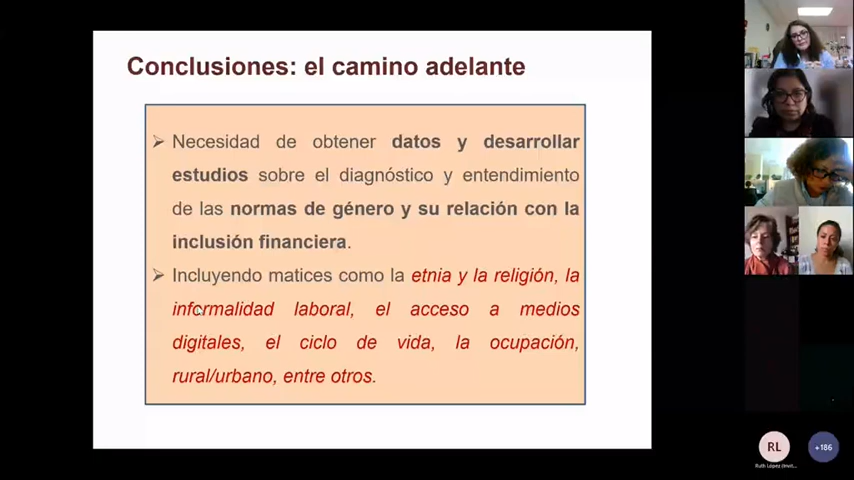 Conclusiones: el camino adelante
➢ Necesidad de obtener datos y desarrollar
estudios sobre el diagnóstico y entendimiento
de las normas de género y su relación con la
inclusión financiera.
➢ Incluyendo matices como la etnia y la religión, la
informalidad laboral, el acceso a medios
digitales, el ciclo de vida, la ocupación,
rural/urbano, entre otros.
RL
+186
Ruth Lopez (Invit...